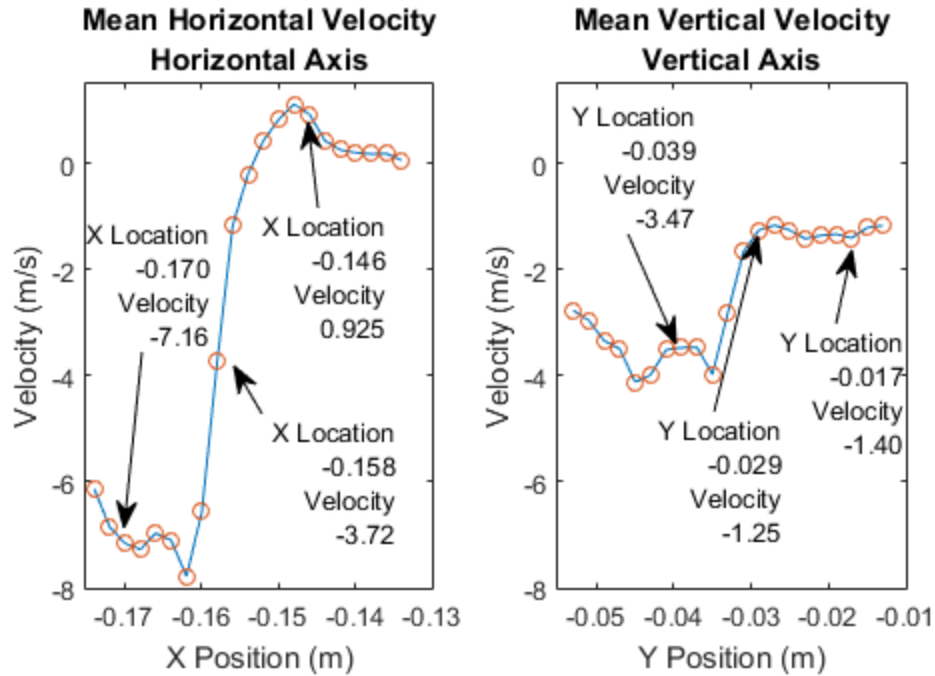 Mean Horizontal Velocity
Horizontal Axis
Velocity (m/s)
0
-2
-4
-6
-8
X Location
-0.170
Velocity
-7.16
X Location
-0.146
Velocity
0.925
X Location
-0.158
Velocity
-3.72
-0.17
-0.16
-0.15
-0.14
-0.13
X Position (m)
Mean Vertical Velocity
Vertical Axis
Velocity (m/s)
0
-2
-4
-6
-8
Y Location
-0.039
Velocity
-3.47
Y Location
-0.029
Velocity
-1.25
Y Location
-0.017
Velocity
-1.40
-0.05
-0.04
-0.03
-0.02
-0.01
Y Position (m)